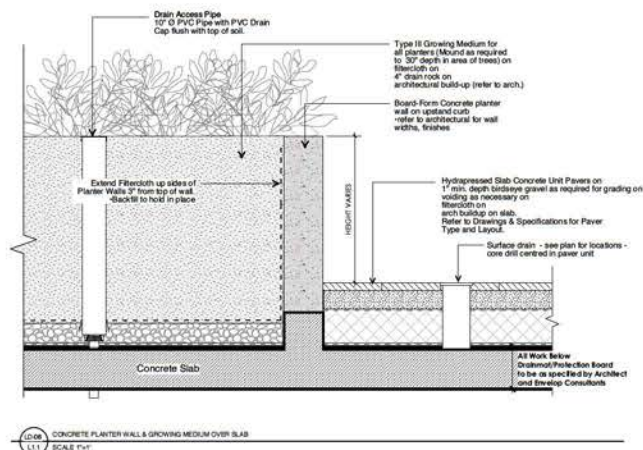 Drain Access Pipe
10" Ø PVC Pipe with PVC Drain
Cap flush with top of soil.
Type III Growing Medium for
all planters (Mound as required
to 30" depth in area of trees) on
filtercloth on
4" drain rock on
architectural build-up (refer to arch.)
Board-Form Concrete planter
wall on upstand curb
-refer to architectural for wall
widths, finishes
Extend Filtercloth up sides of
Planter Walls 3" from top of wall.
-Backfill to hold in place
HEIGHT VARIES
Hydrapressed Slab Concrete Unit Pavers on
1" min. depth birdseye gravel as required for grading on
voiding as necessary on
filtercloth on
arch buildup on slab.
Refer to Drawings & Specifications for Paver
Type and Layout.
Surface drain - see plan for locations -
core drill centred in paver unit
Concrete Slab
All Work Below
Drainmat/Protection Board
to be as specified by Architect
and Envelop Consultants
LD-06 CONCRETE PLANTER WALL & GROWING MEDIUM OVER SLAB
L1.1 SCALE 1"=1'